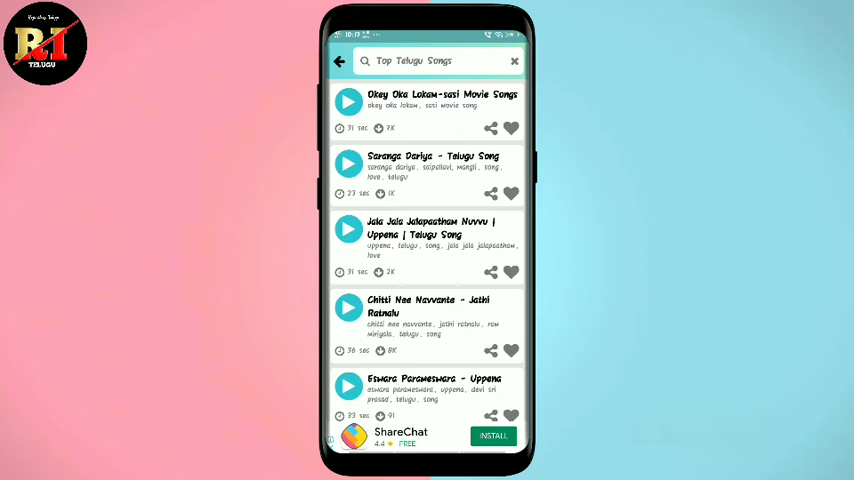 RI
TELUGU
10:17
Top Telugu Songs
Okey Oka Lokam-sasi Movie Songs
okey oka lokam, sasi movie song
31 sec 7K
Saranga Dariya - Telugu Song
saranga dariya, saipallavi, mangli, song,
love, telugu
23 sec 1K
Jala Jala Jalapaatham Nuvvu |
Uppena | Telugu Song
uppena, telugu, song, jala jala jalapaatham,
love
31 sec 2K
Chitti Nee Navvante - Jathi
Ratnalu
chitti nee navvante, jathi ratnalu, ram
miriyala, telugu, song
36 sec 8K
Eswara Parameswara - Uppena
eswara parameswara, uppena, devi sri
prasad, telugu, song
33 sec 91
ShareChat
4.4 FREE
INSTALL